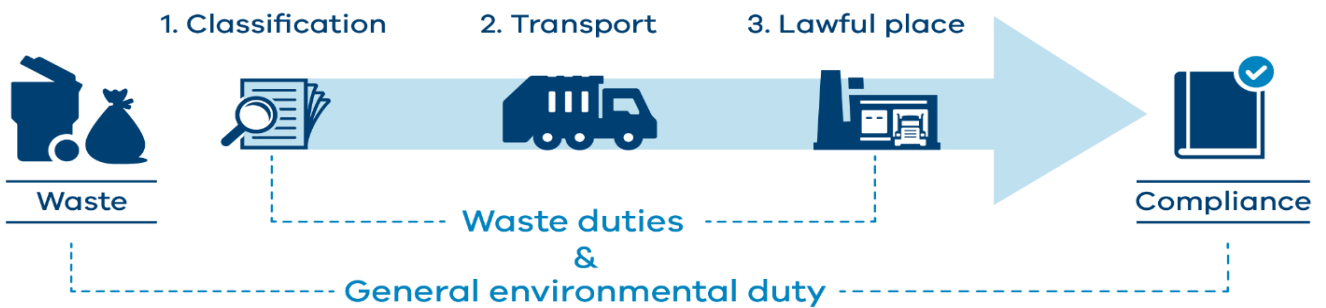 1. Classification
2. Transport
3. Lawful place
Waste
Compliance
Waste duties
&
General environmental duty